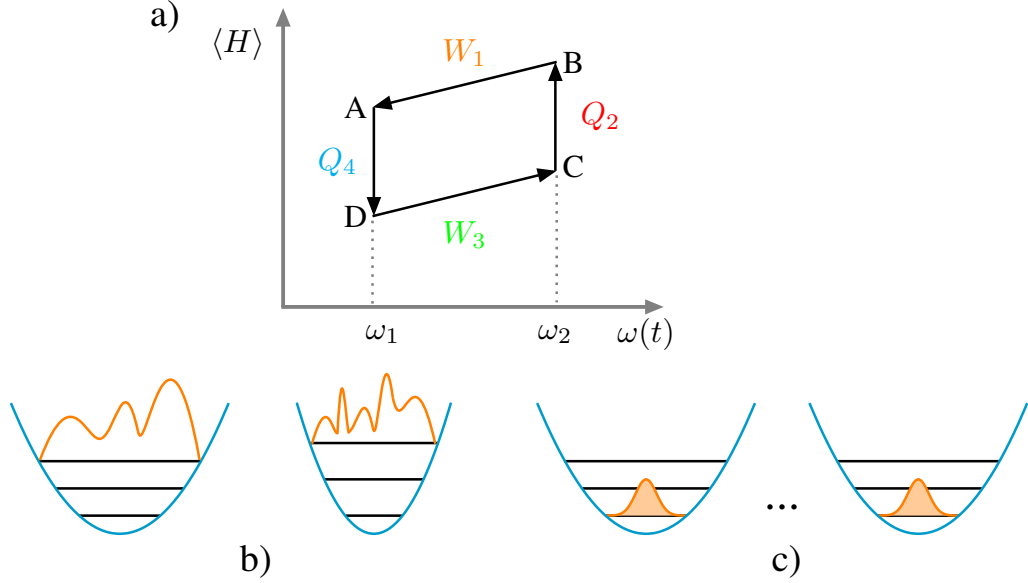 a)
⟨H⟩
W₁
B
A
Q₂
Q₄
C
D
W₃
ω₁
ω₂
ω(t)
...
b)
c)